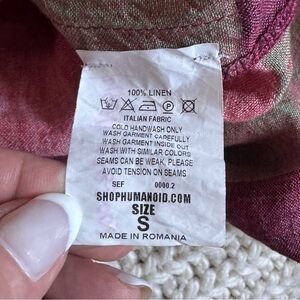 100% LINEN
ITALIAN FABRIC
COLD HANDWASH ONLY
WASH GARMENT CAREFULLY
WASH GARMENT INSIDE OUT
WASH WITH SIMILAR COLORS
SEAMS CAN BE WEAK, PLEASE
AVOID TENSION ON SEAMS
SEF 0000.2
SHOPHUMANOID.COM
SIZE
S
MADE IN ROMANIA